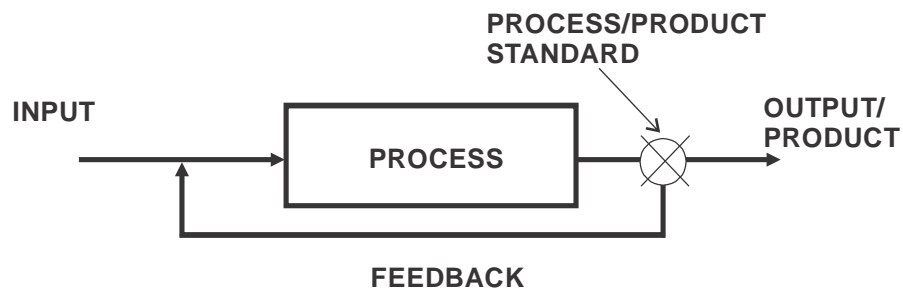 PROCESS/PRODUCT
STANDARD
INPUT
OUTPUT/
PRODUCT
PROCESS
FEEDBACK